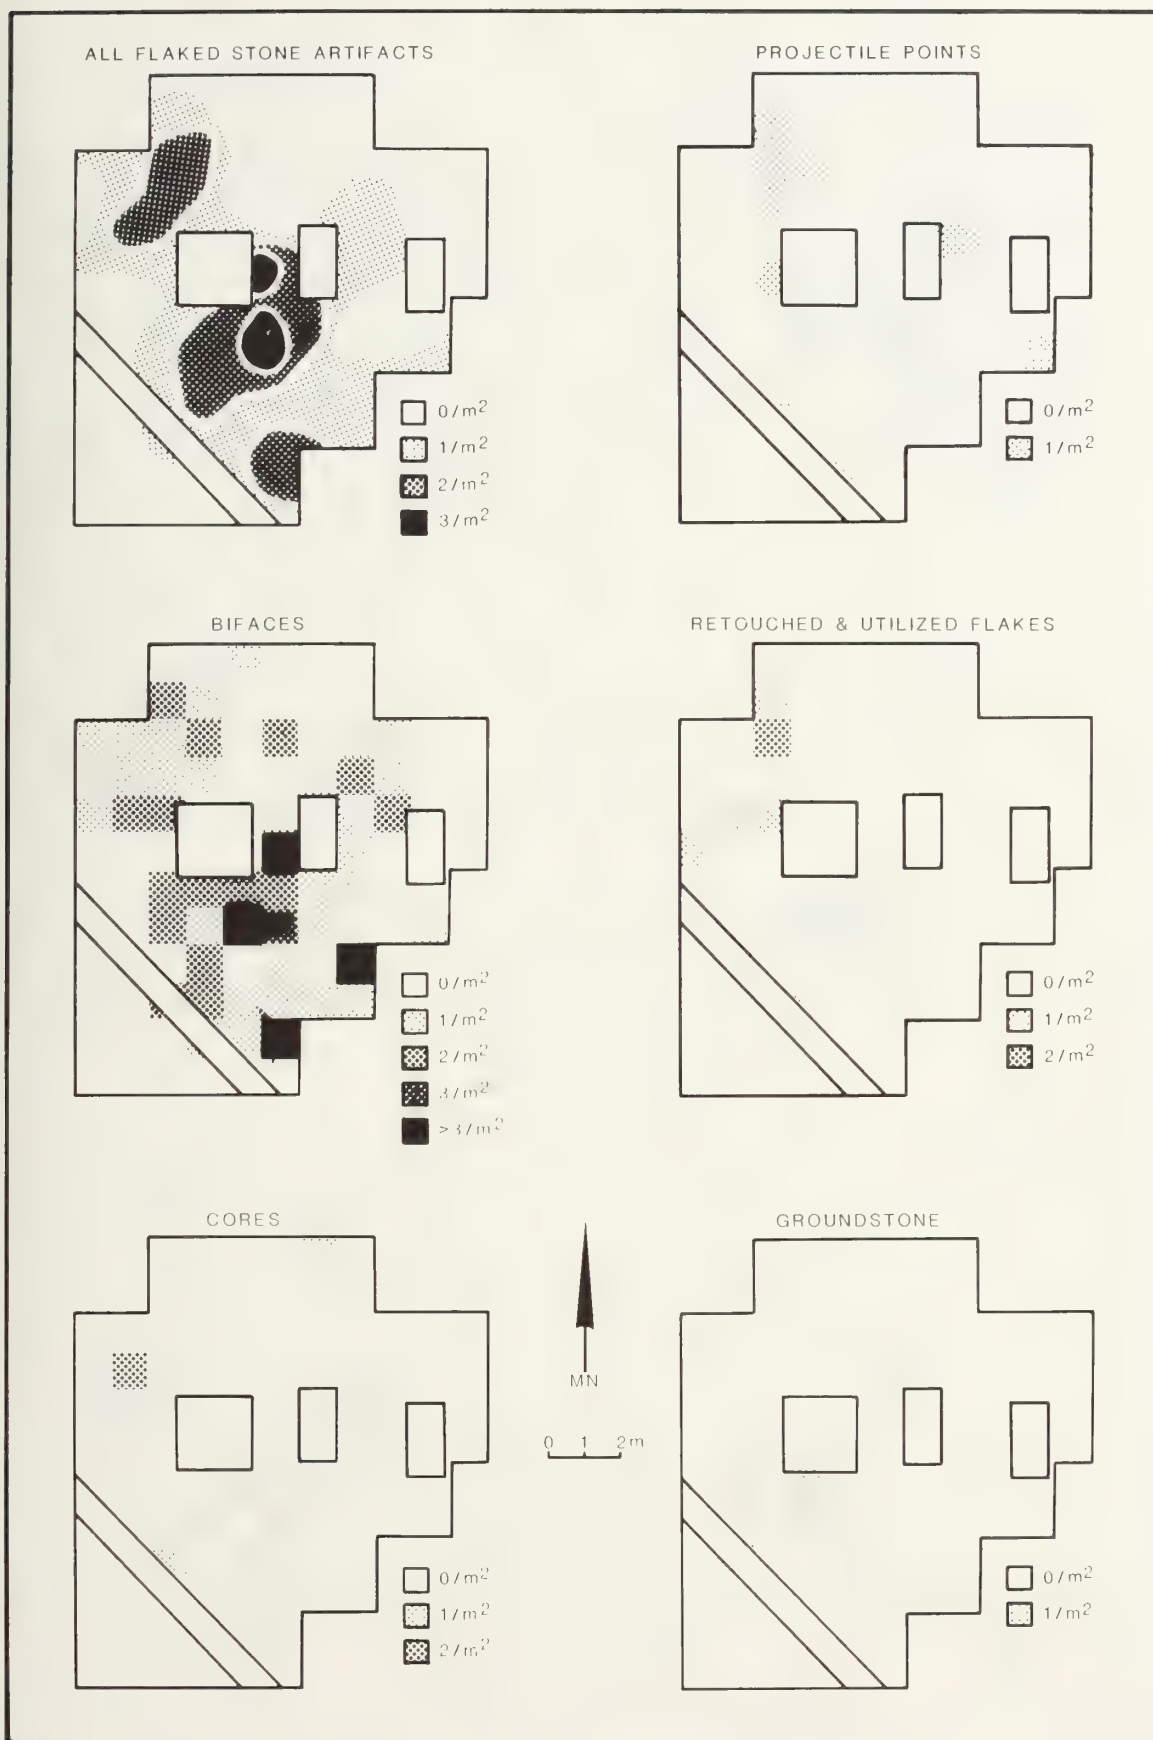 ALL FLAKED STONE ARTIFACTS
0/m²
1/m²
2/m²
3/m²
PROJECTILE POINTS
0/m²
1/m²
BIFACES
0/m²
1/m²
2/m²
3/m²
>3/m²
RETOUCHED & UTILIZED FLAKES
0/m²
1/m²
2/m²
CORES
0/m²
1/m²
2/m²
MN
0 1 2m
GROUNDSTONE
0/m²
1/m²